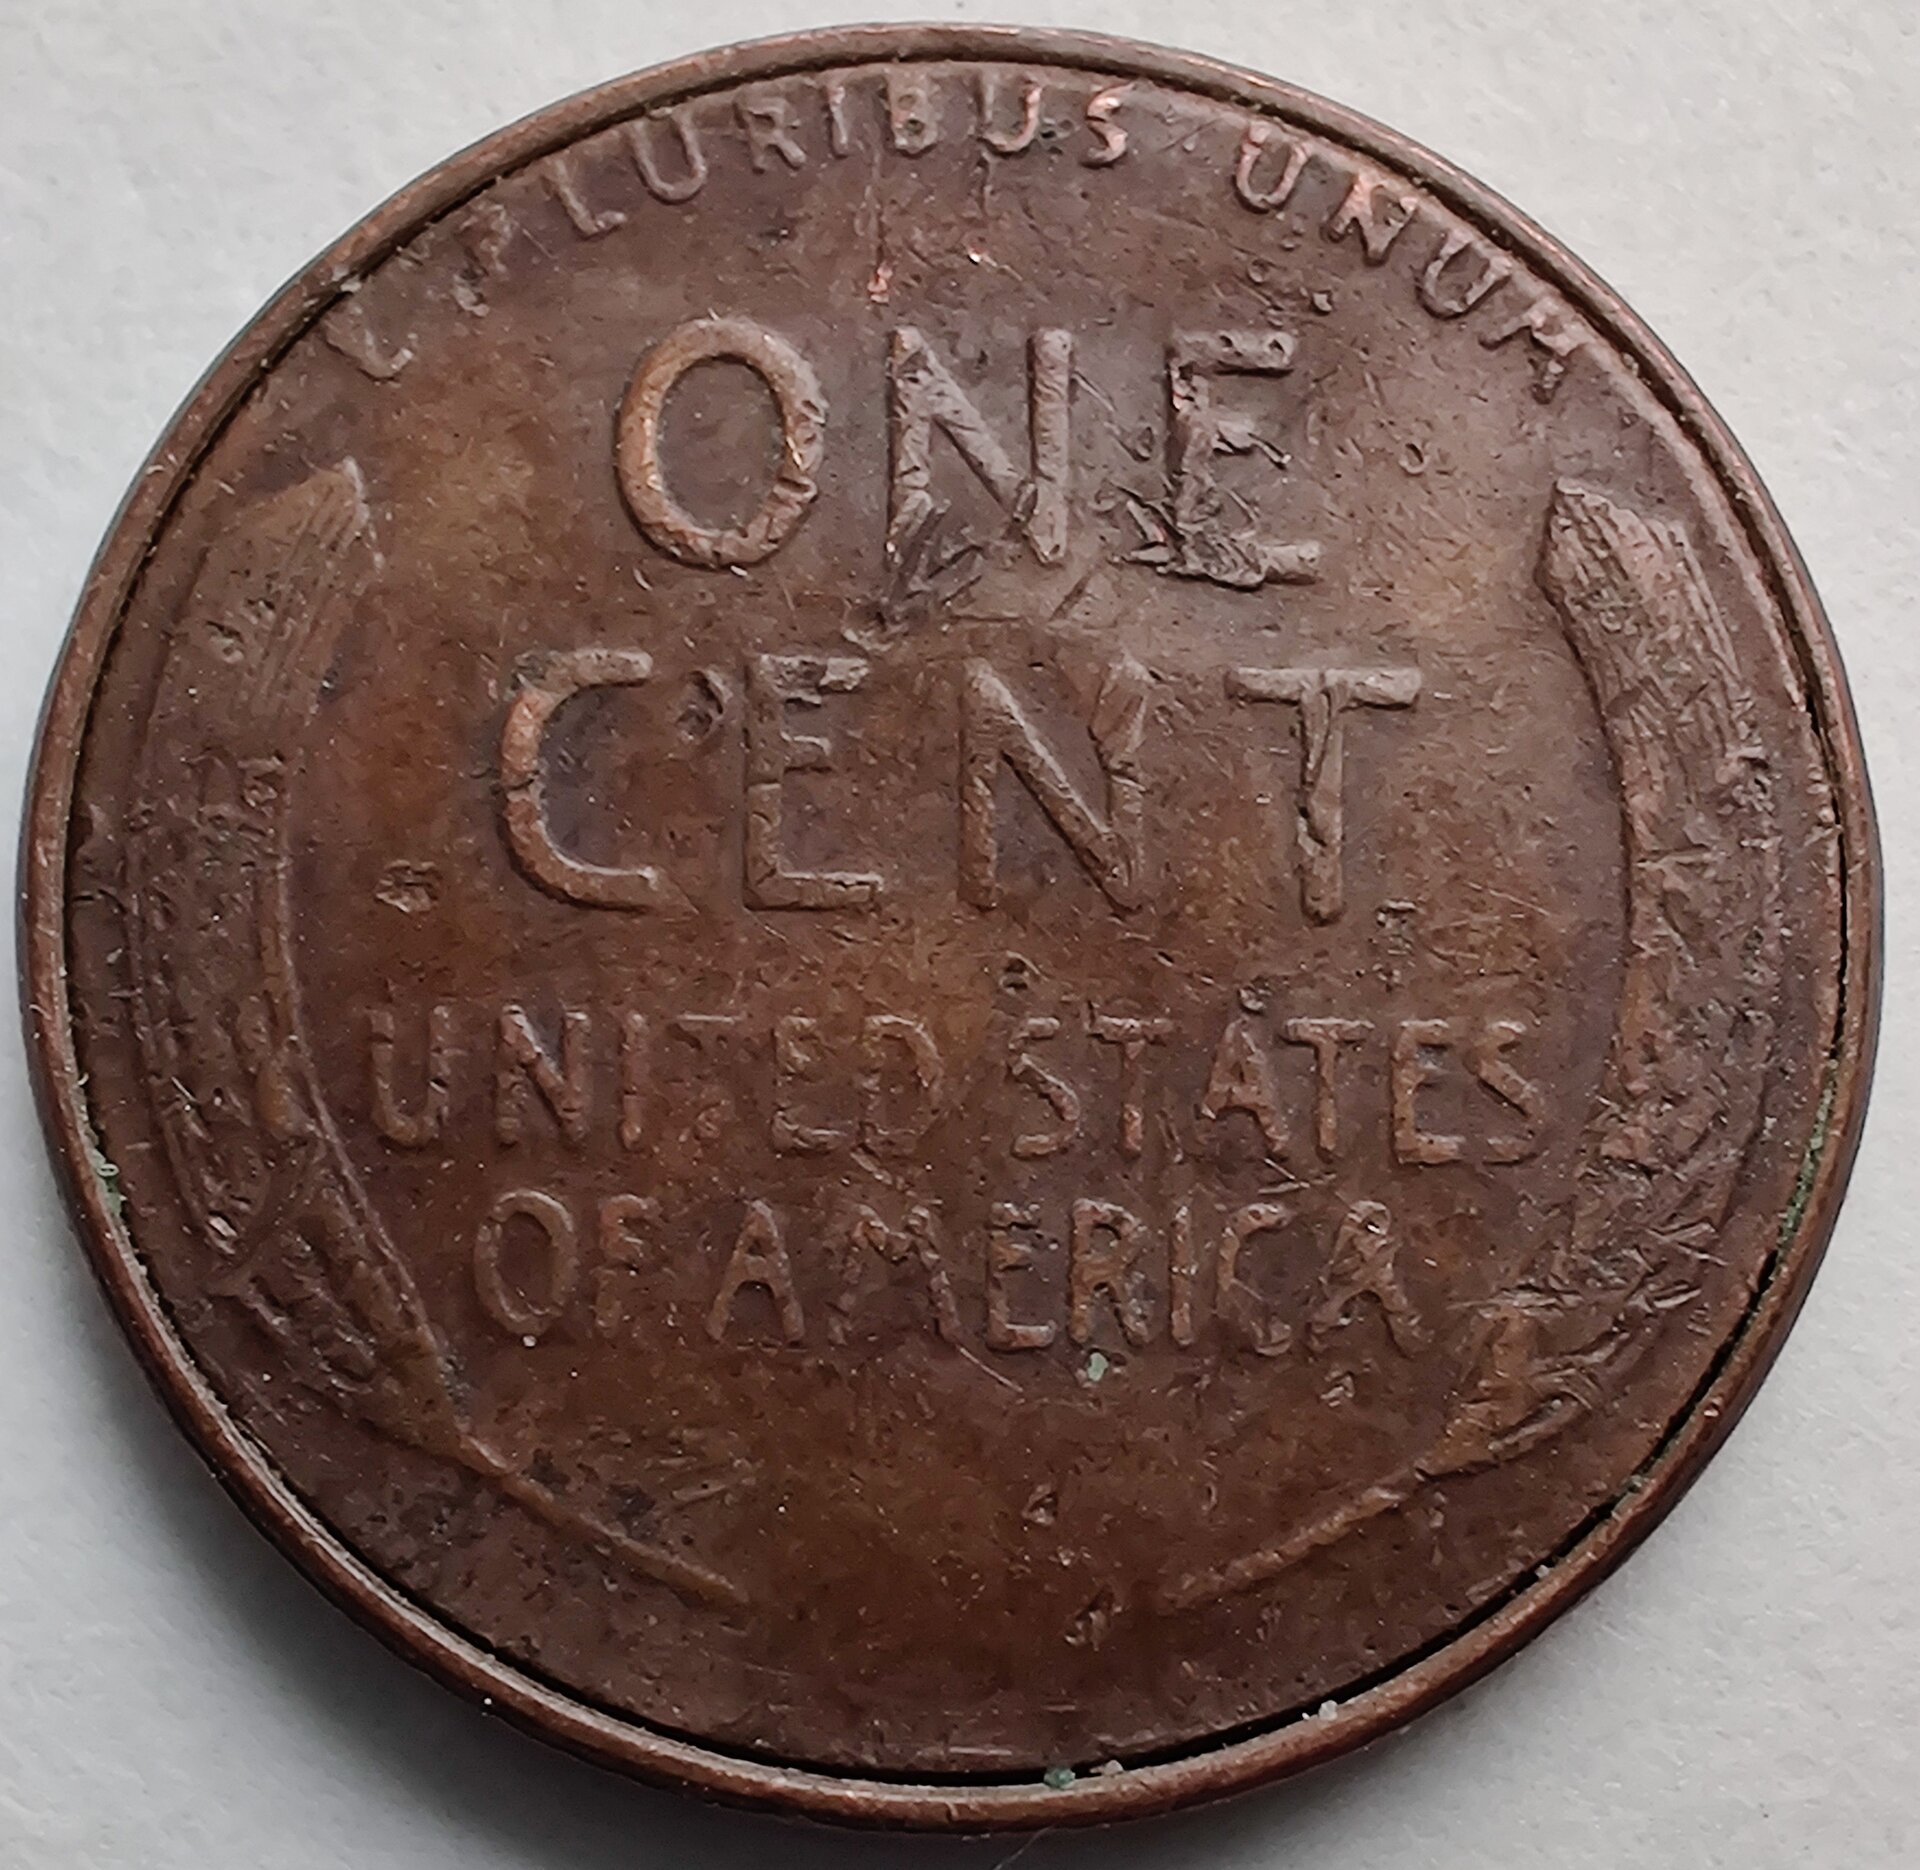 E PLURIBUS UNUM
ONE
CENT
UNITED STATES
OF AMERICA